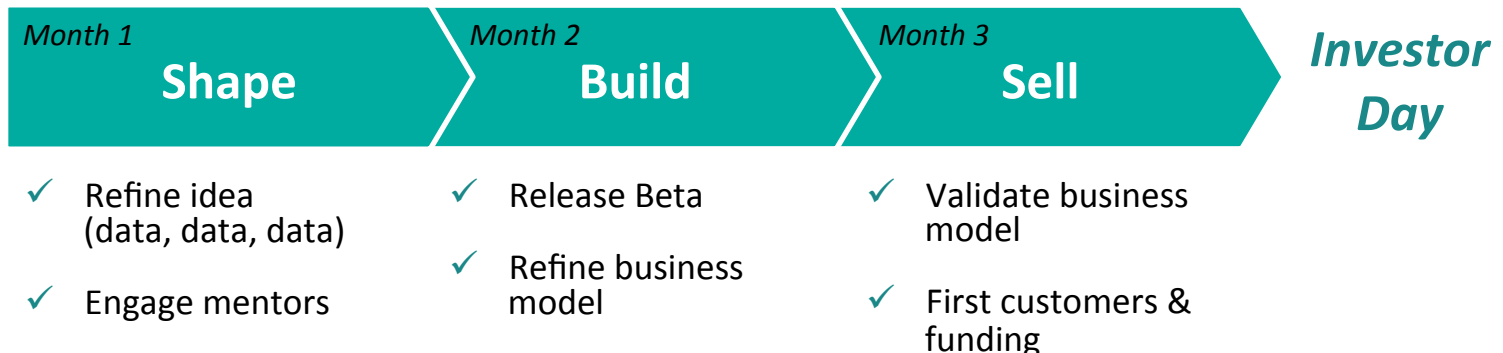 Month 1
Shape
Month 2
Build
Month 3
Sell
Investor
Day
✓ Refine idea
(data, data, data)
✓ Engage mentors
✓ Release Beta
✓ Refine business
model
✓ Validate business
model
✓ First customers &
funding